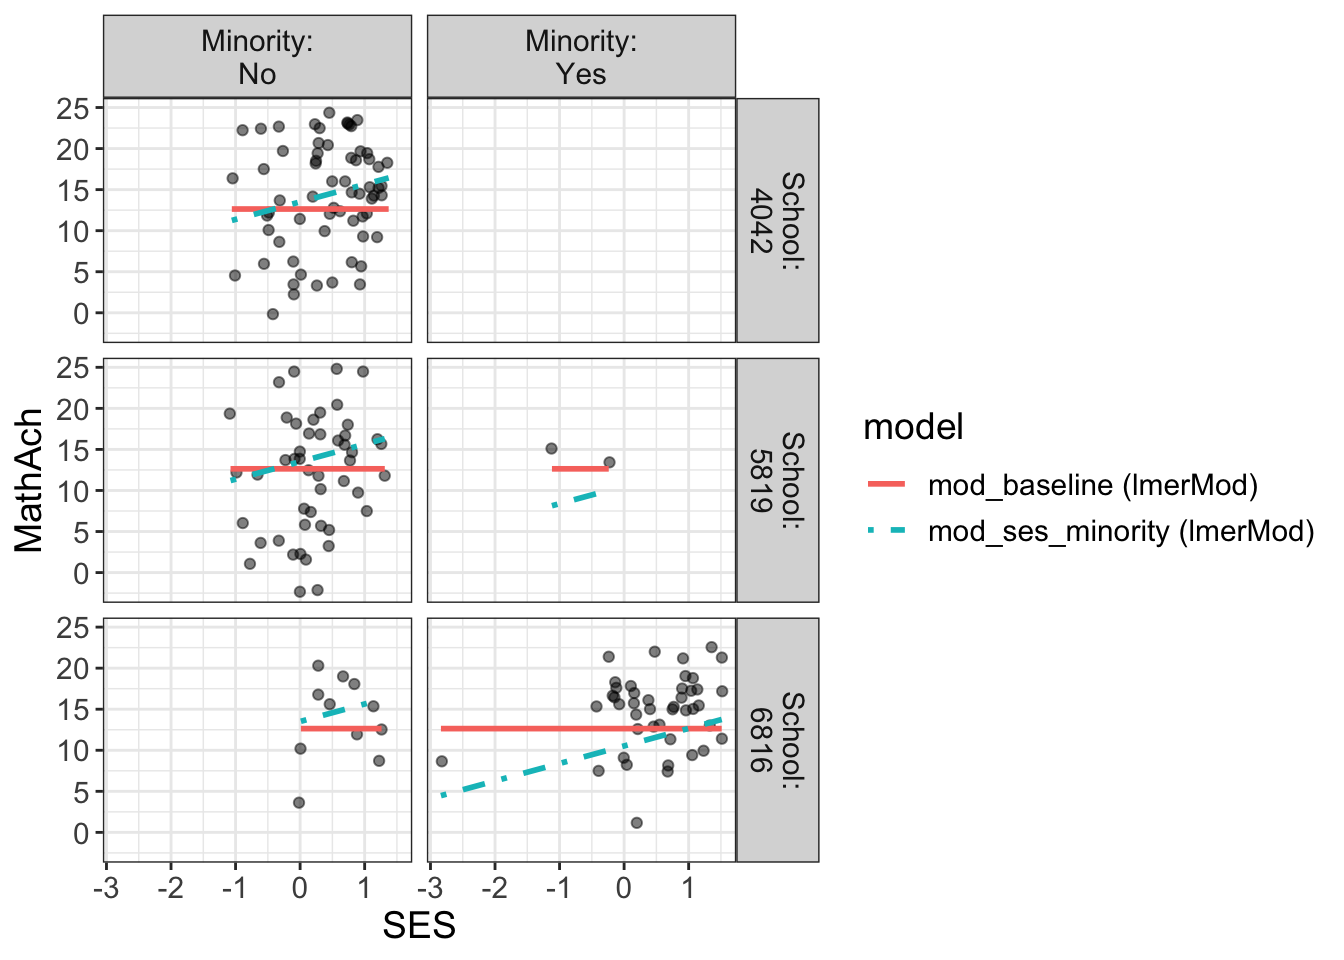 Minority:
No
Minority:
Yes
25
20
15
10
5
0
School:
4042
25
20
15
10
5
0
School:
5819
25
20
15
10
5
0
School:
6816
-3
-2
-1
0
1
-3
-2
-1
0
1
SES
MathAch
model
mod_baseline (lmerMod)
mod_ses_minority (lmerMod)